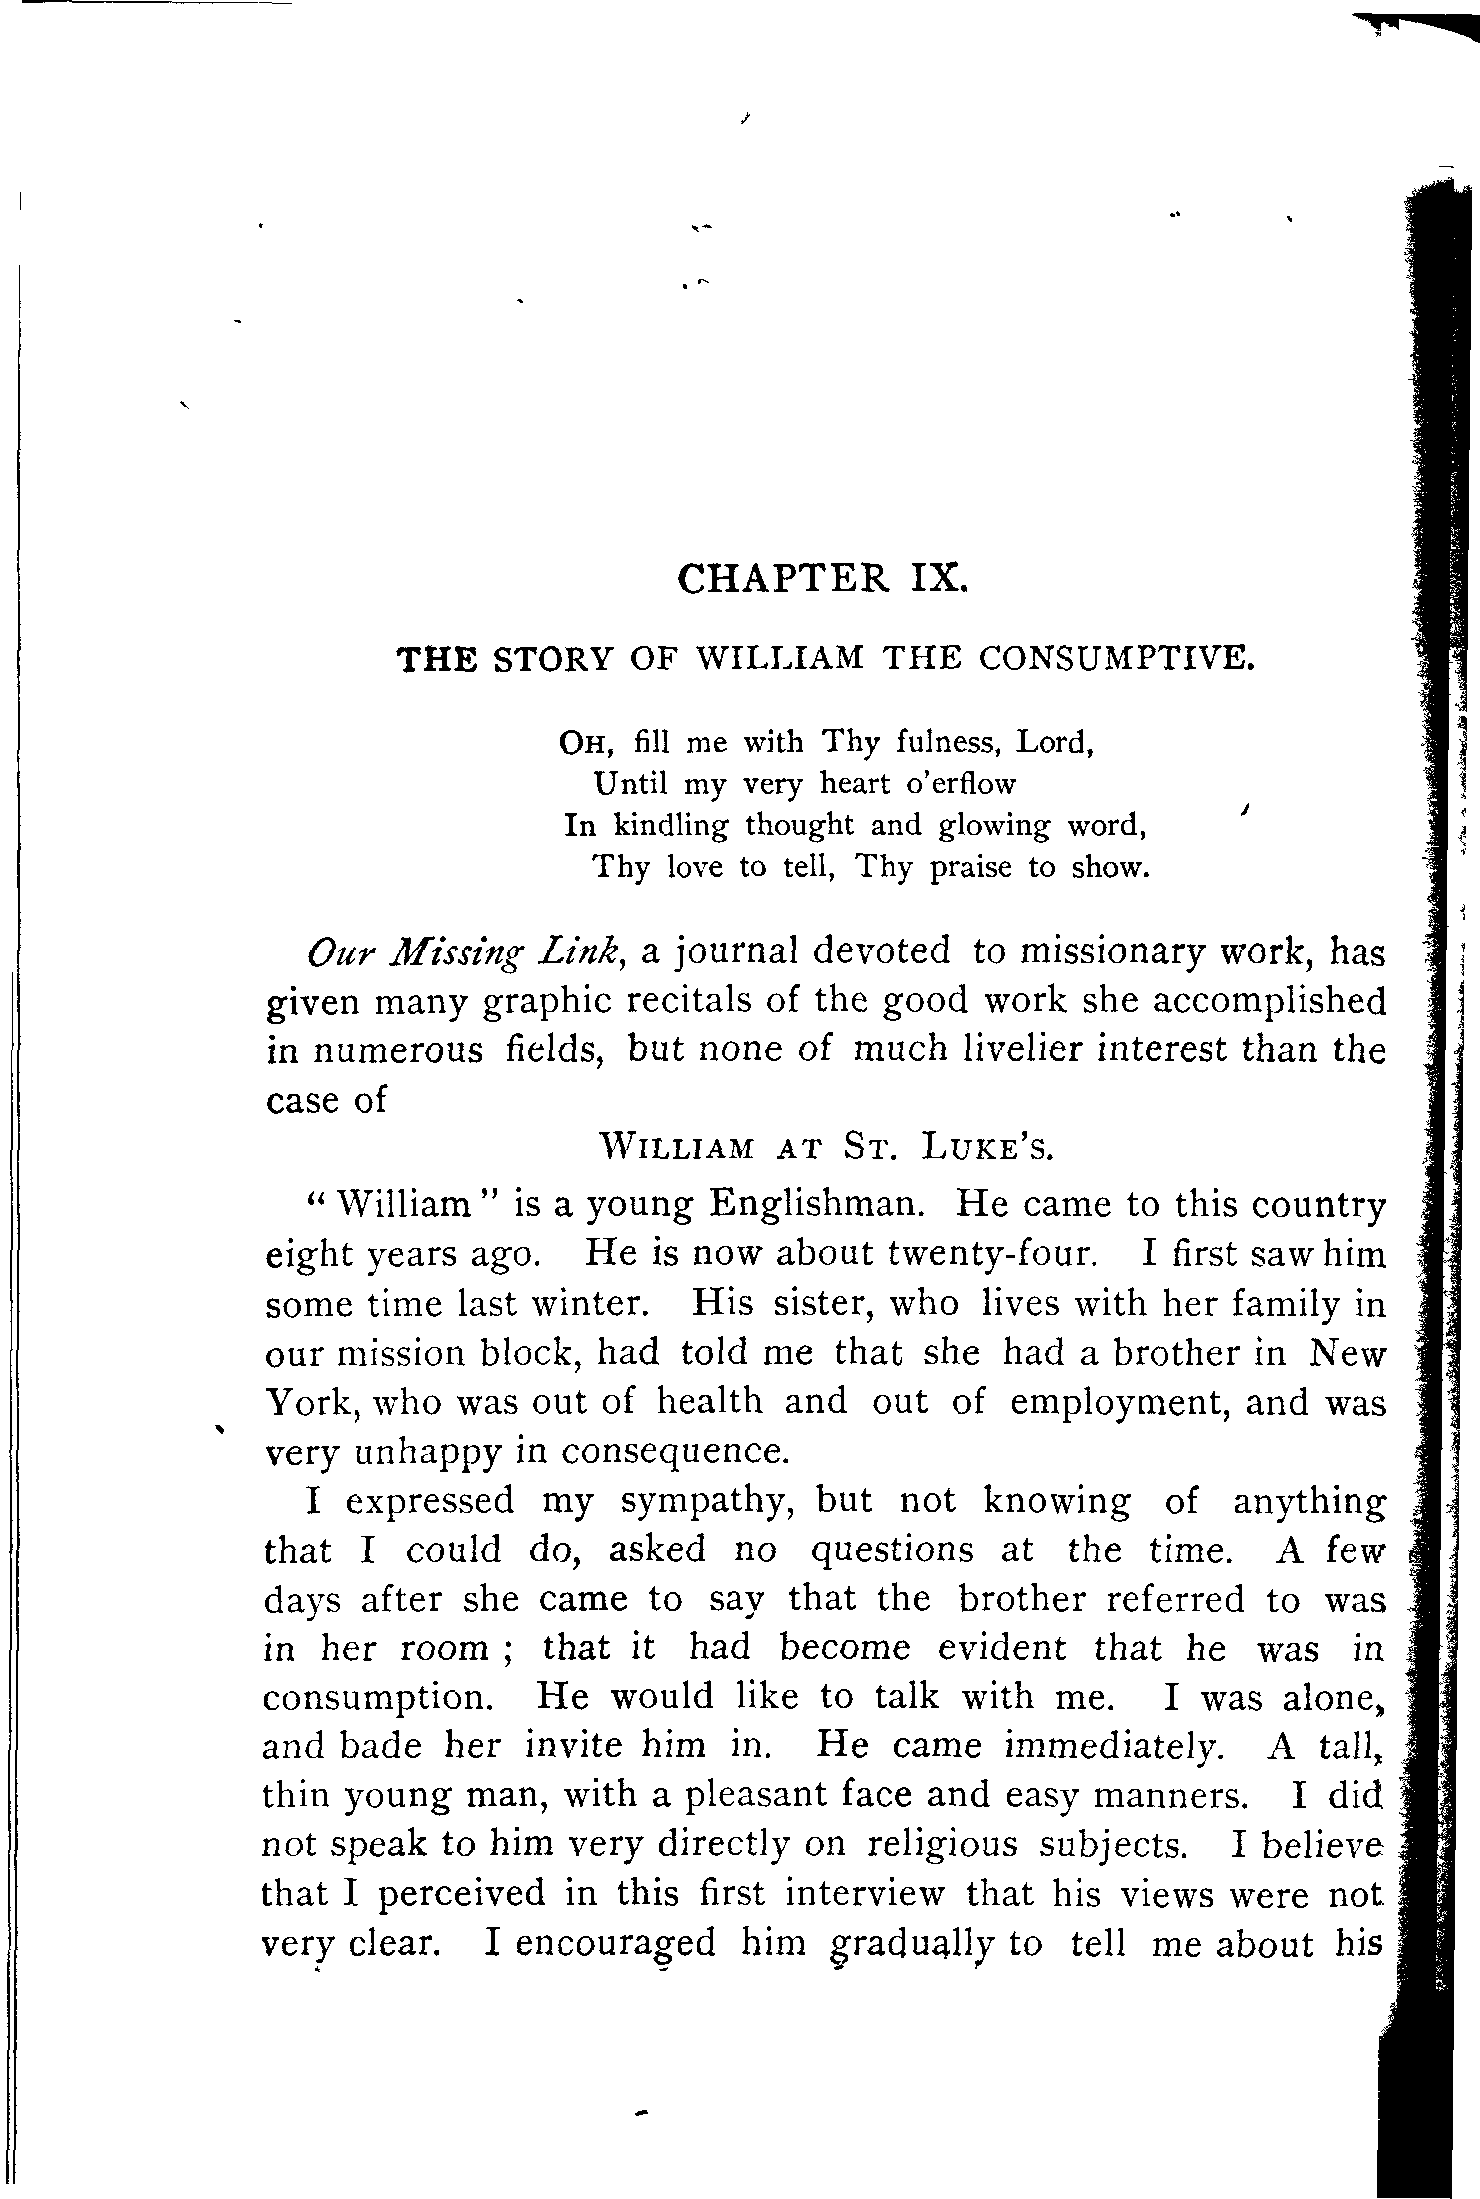 CHAPTER IX.
THE STORY OF WILLIAM THE CONSUMPTIVE.
OH, fill me with Thy fulness, Lord,
Until my very heart o'erflow
In kindling thought and glowing word,
Thy love to tell, Thy praise to show.
Our Missing Link, a journal devoted to missionary work, has
given many graphic recitals of the good work she accomplished
in numerous fields, but none of much livelier interest than the
case of
WILLIAM AT ST. LUKE'S.
"William" is a young Englishman. He came to this country
eight years ago. He is now about twenty-four. I first saw him
some time last winter. His sister, who lives with her family in
our mission block, had told me that she had a brother in New
York, who was out of health and out of employment, and was
very unhappy in consequence.
I expressed my sympathy, but not knowing of anything
that I could do, asked no questions at the time. A few
days after she came to say that the brother referred to was
in her room ; that it had become evident that he was in
consumption. He would like to talk with me. I was alone,
and bade her invite him in. He came immediately. A tall,
thin young man, with a pleasant face and easy manners. I did
not speak to him very directly on religious subjects. I believe
that I perceived in this first interview that his views were not
very clear. I encouraged him gradually to tell me about his